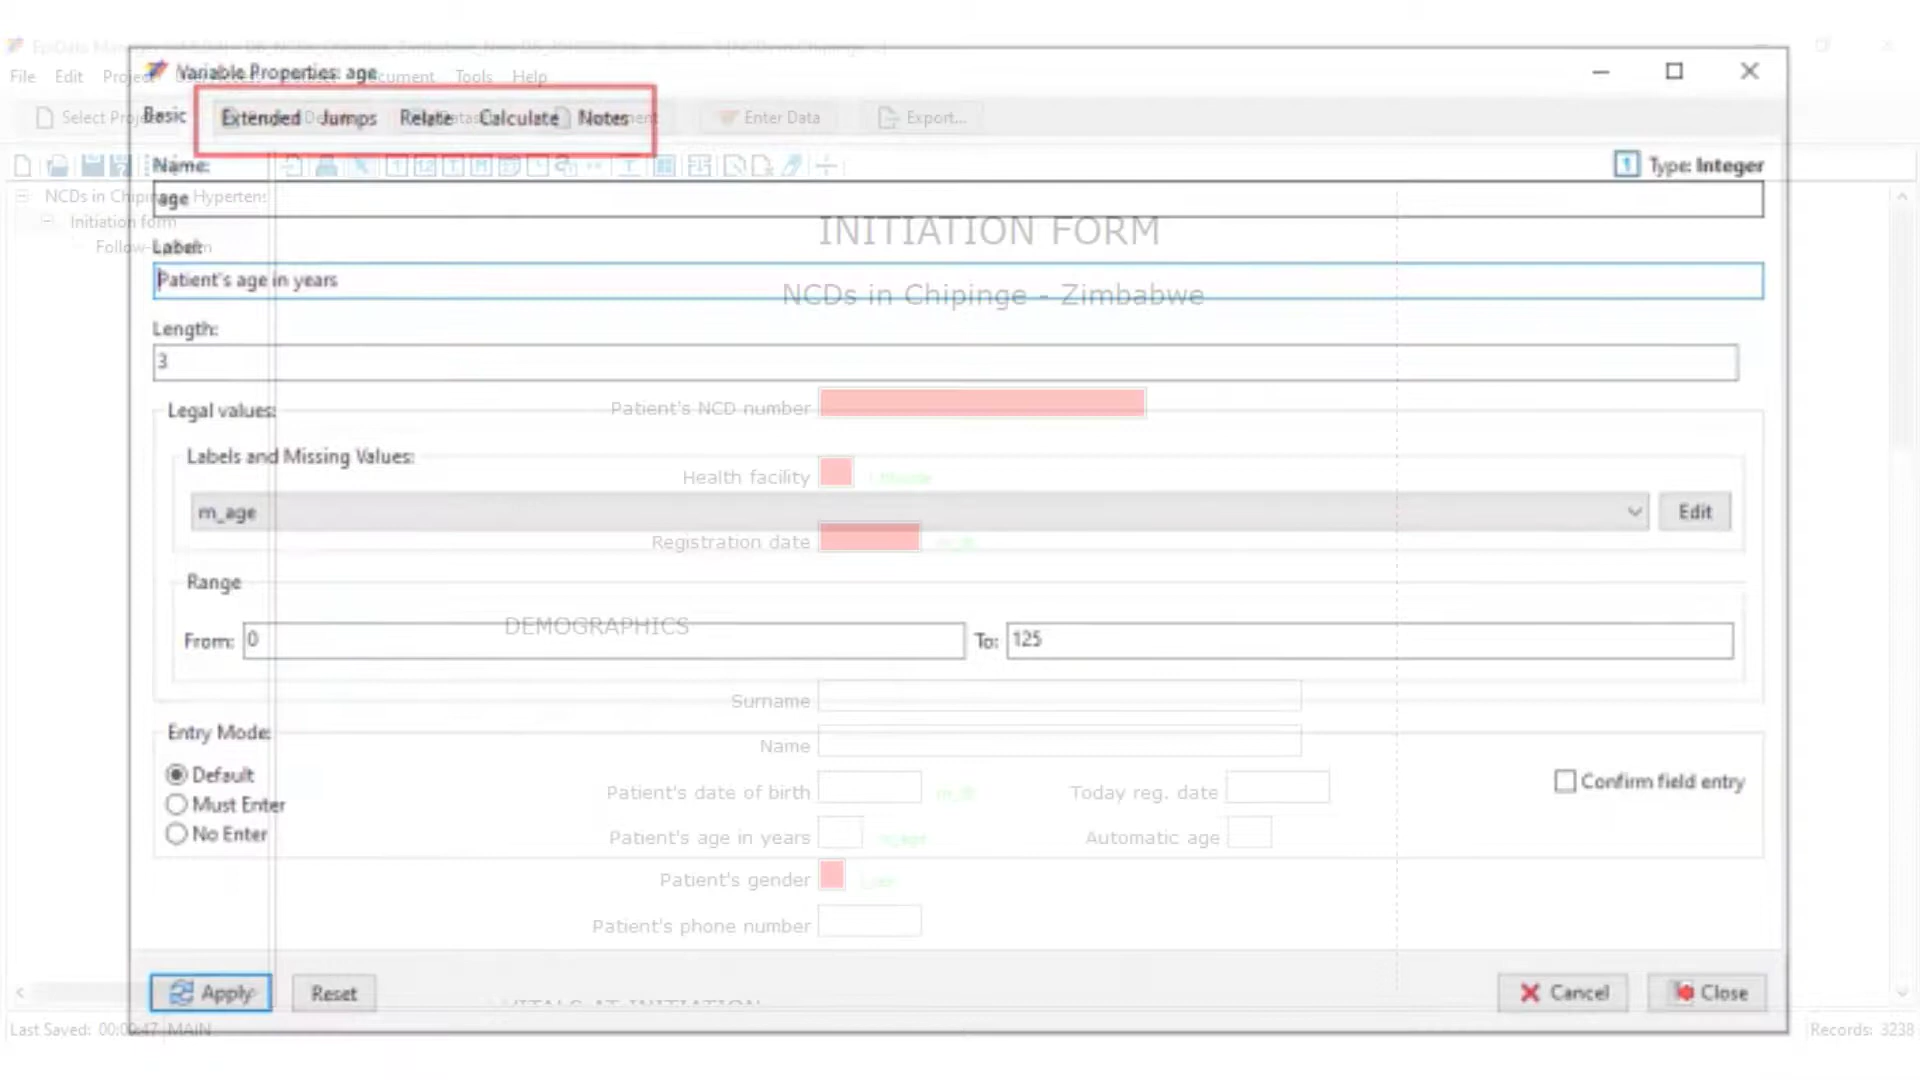 Variable Properties: age
File Edit Project Document Tools Help
Basic Extended Jumps Relate Calculate Notes
Select Project Enter Data Export...
Name:
Type: Integer
age
NCDs in Chipinge Hypertens
Initiation form
Label:
INITIATION FORM
Patient's age in years
NCDs in Chipinge - Zimbabwe
Length:
3
Legal values:
Patient's NCD number
Labels and Missing Values:
Health facility
m_age
Edit
Registration date
Range
DEMOGRAPHICS
From: 0
To: 125
Surname
Entry Mode:
Name
Default
Confirm field entry
Patient's date of birth
Today reg. date
Must Enter
No Enter
Patient's age in years
Automatic age
Patient's gender
Patient's phone number
Apply
Reset
Cancel
Close
VITALS AT INITIATION
Last Saved: 00:00:47 MAIN
Records: 3238